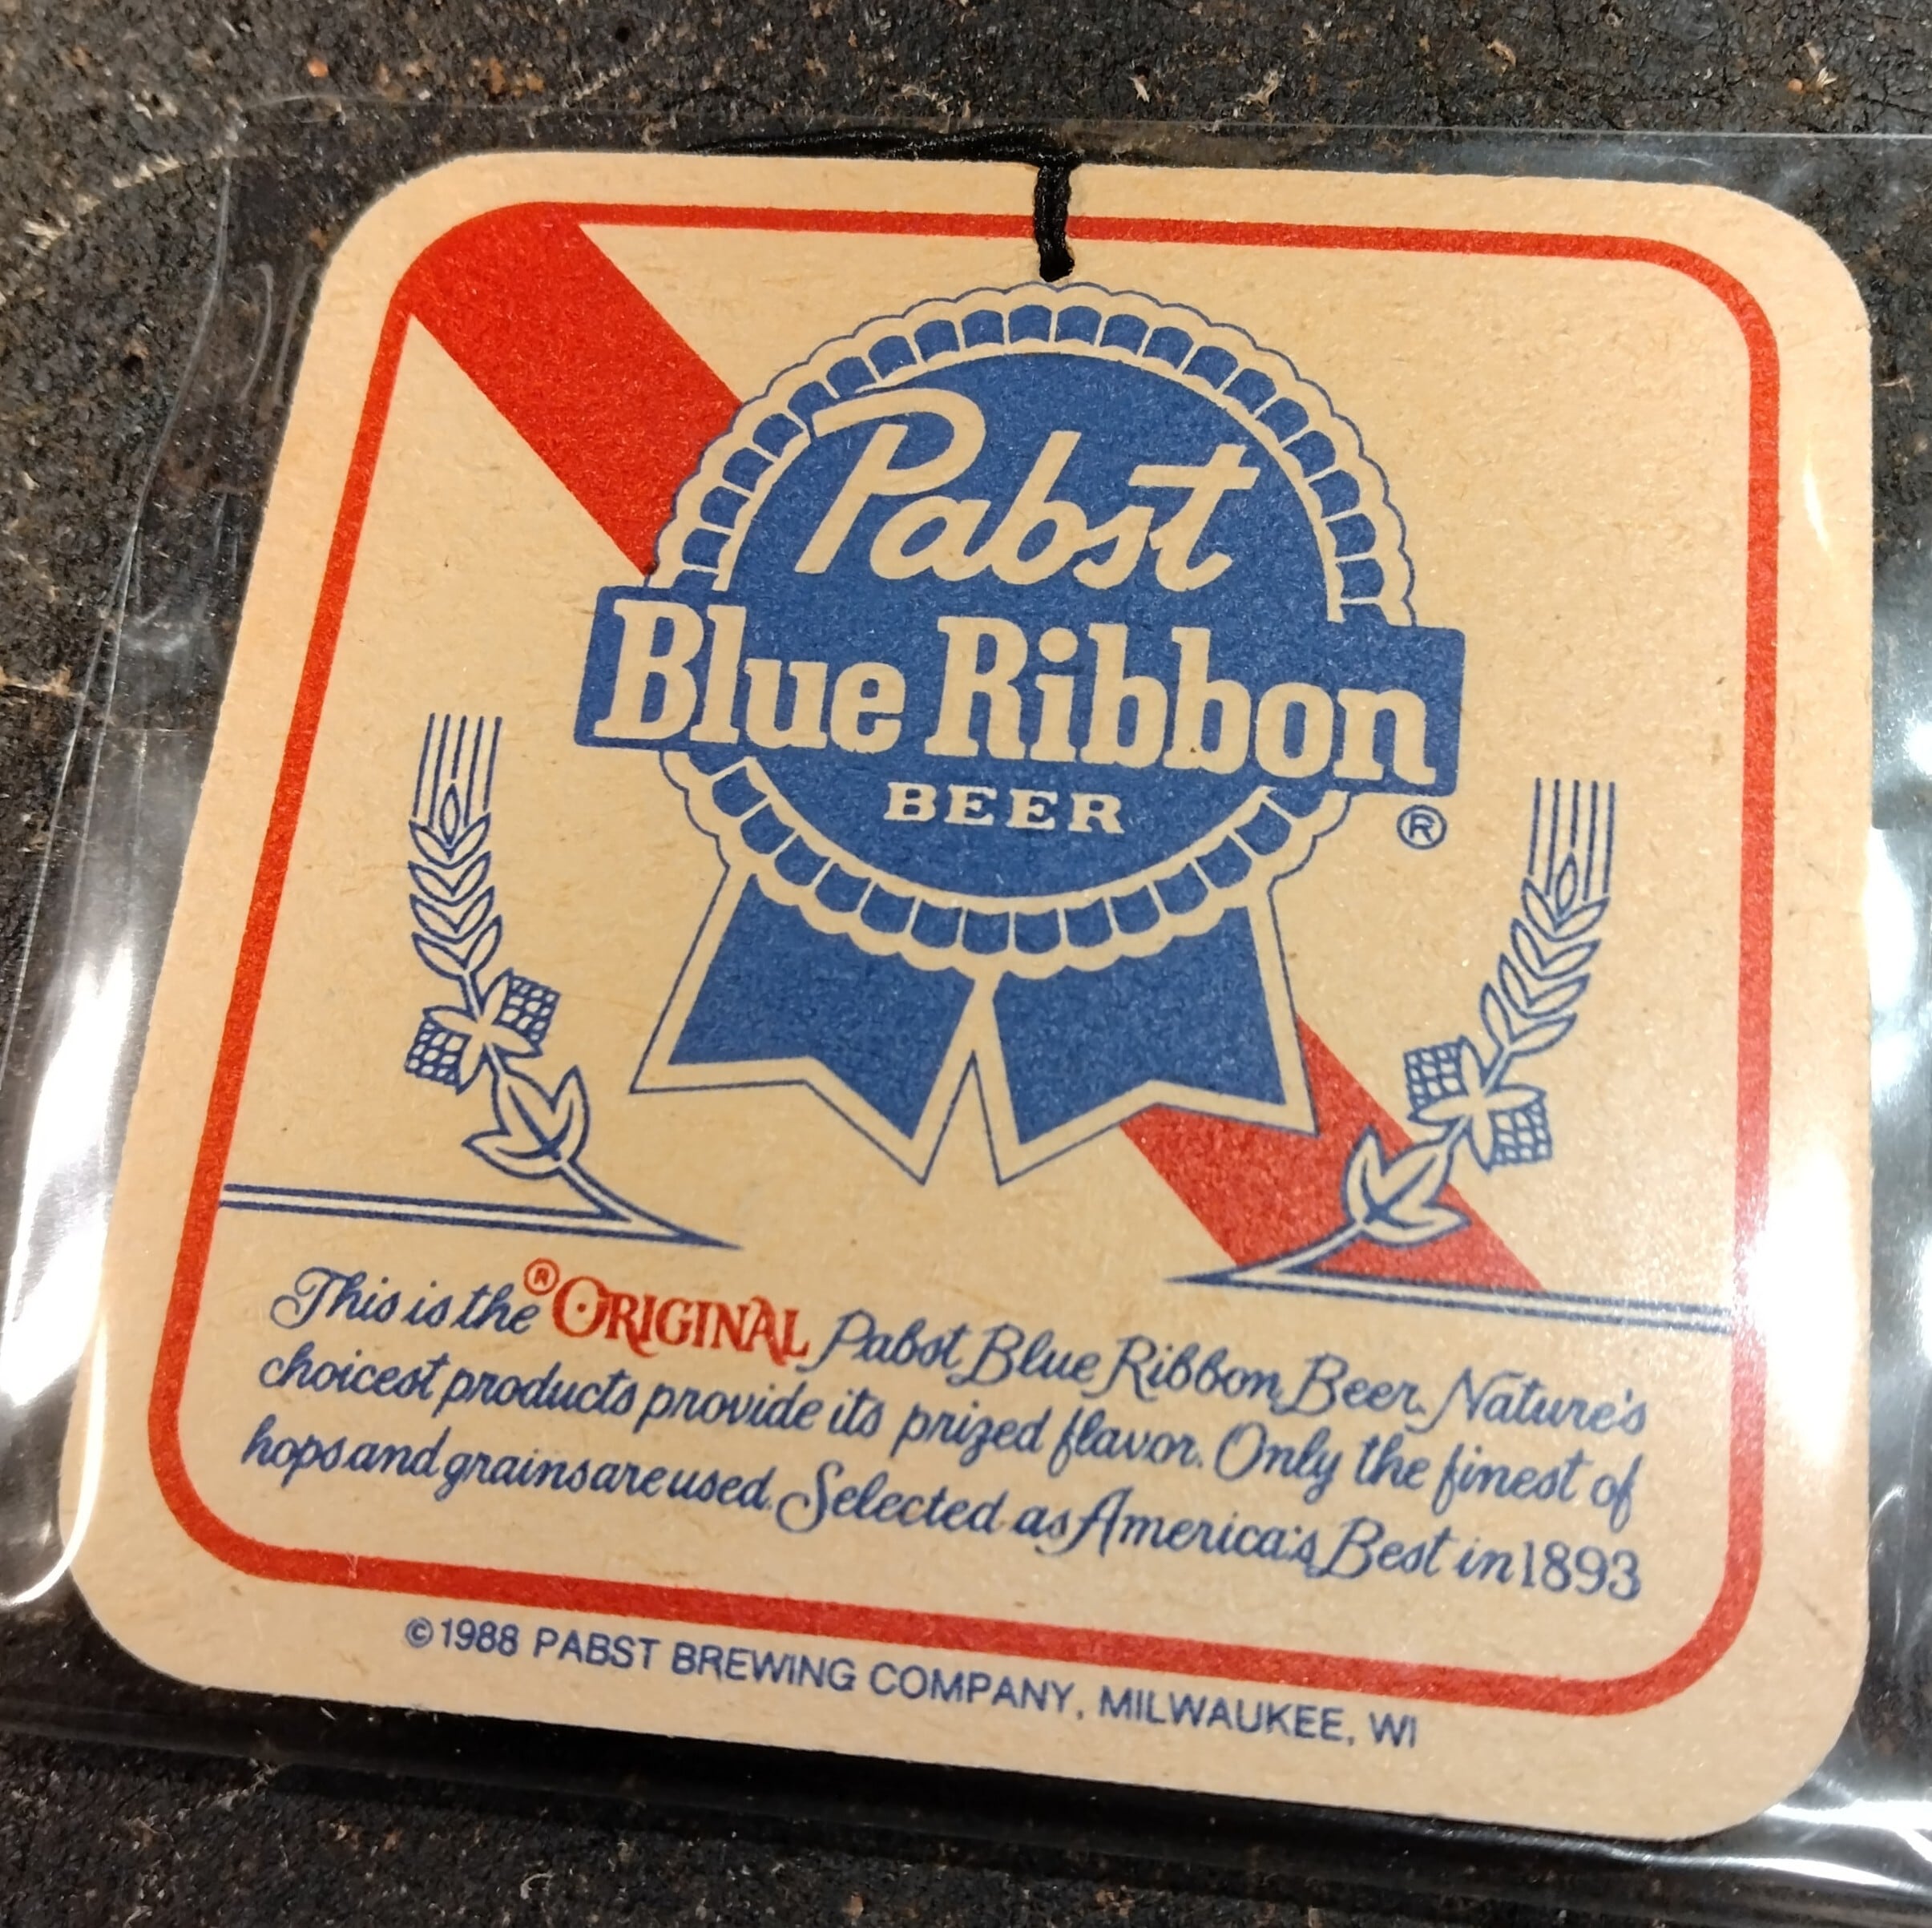 Pabst
Blue Ribbon
BEER
®
This is the ®ORIGINAL Pabst Blue Ribbon Beer. Nature's
choicest products provide its prized flavor. Only the finest of
hops and grains are used. Selected as America's Best in 1893
©1988 PABST BREWING COMPANY, MILWAUKEE, WI